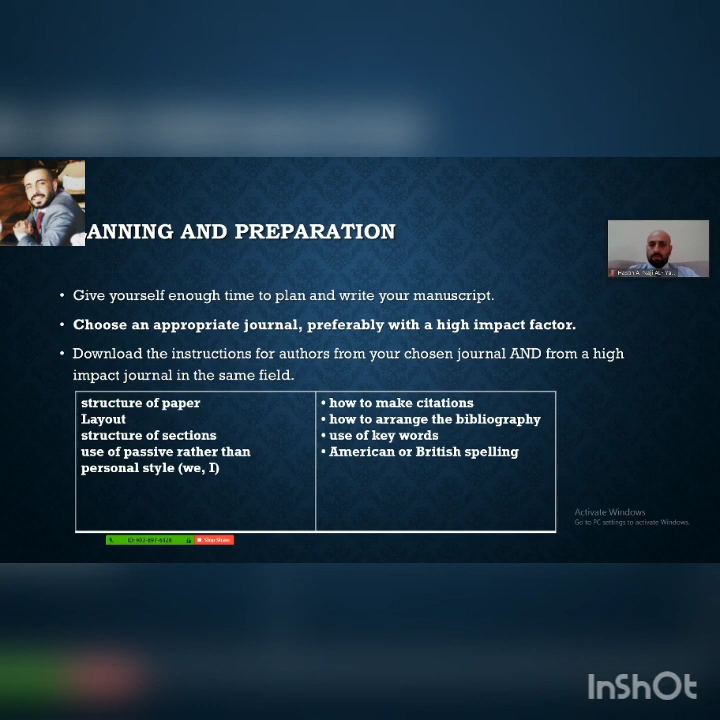 ANNING AND PREPARATION
• Give yourself enough time to plan and write your manuscript.
• Choose an appropriate journal, preferably with a high impact factor.
• Download the instructions for authors from your chosen journal AND from a high
impact journal in the same field.
structure of paper
Layout
structure of sections
use of passive rather than
personal style (we, I)
• how to make citations
• how to arrange the bibliography
• use of key words
• American or British spelling
Activate Windows
Go to PC settings to activate Windows.
Stop Share
InShOt